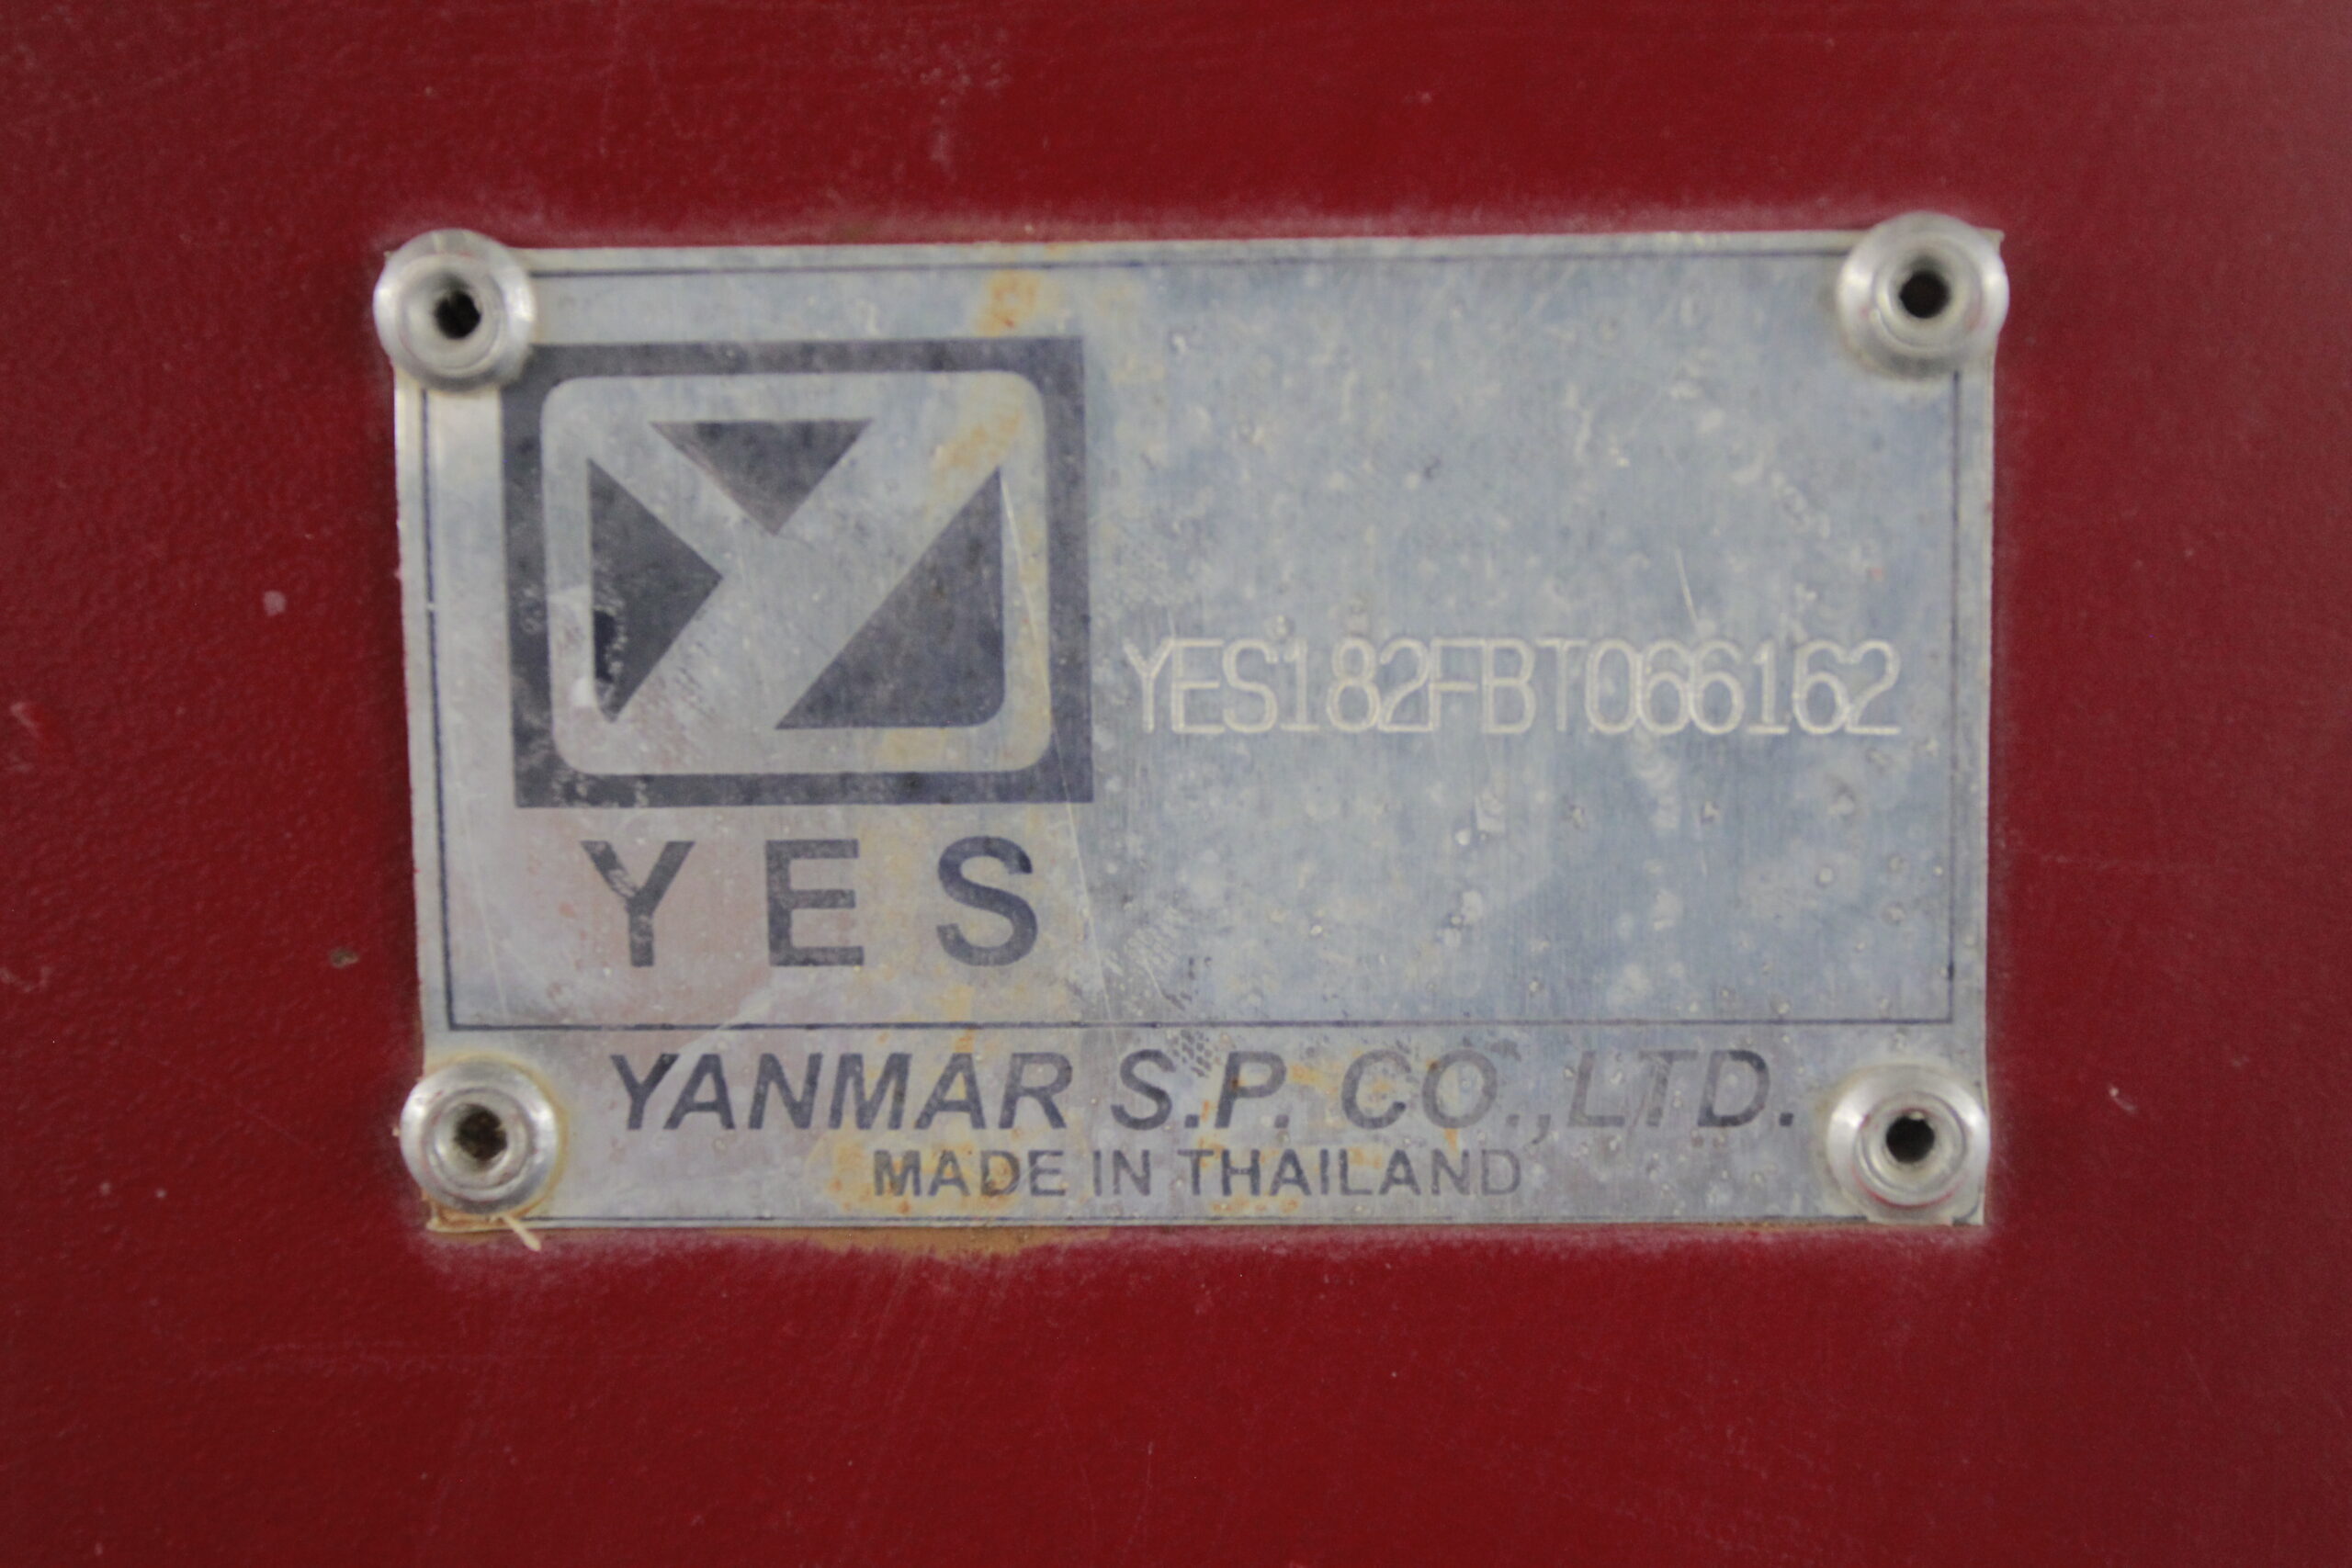 YES182FBT066162
YES
YANMAR S.P. CO.,LTD.
MADE IN THAILAND